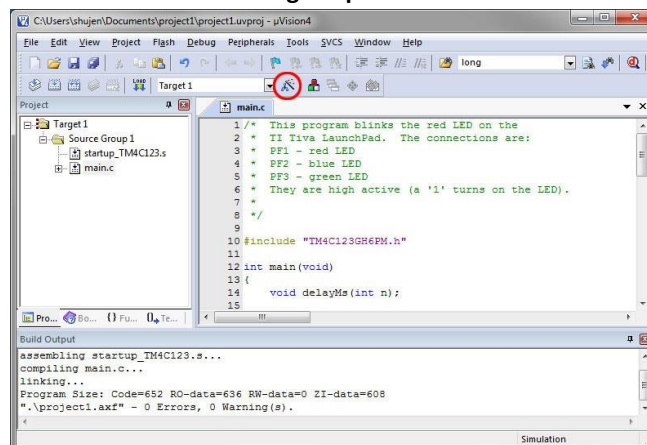 C:\Users\shujen\Documents\project1\project1.uvproj - µVision4
File Edit View Project Flash Debug Peripherals Tools SVCS Window Help
long
Target 1
Project
main.c
Target 1
Source Group 1
startup_TM4C123.s
main.c
1 /* This program blinks the red LED on the
2 * TI Tiva LaunchPad. The connections are:
3 * PF1 - red LED
4 * PF2 - blue LED
5 * PF3 - green LED
6 * They are high active (a '1' turns on the LED).
7 *
8 */
9
10 #include "TM4C123GH6PM.h"
11
12 int main(void)
13 {
14 void delayMs(int n);
15
Pro... Bo... {} Fu... Te...
Build Output
assembling startup_TM4C123.s...
compiling main.c...
linking...
Program Size: Code=652 RO-data=636 RW-data=0 ZI-data=608
".\project1.axf" - 0 Errors, 0 Warning(s).
Simulation